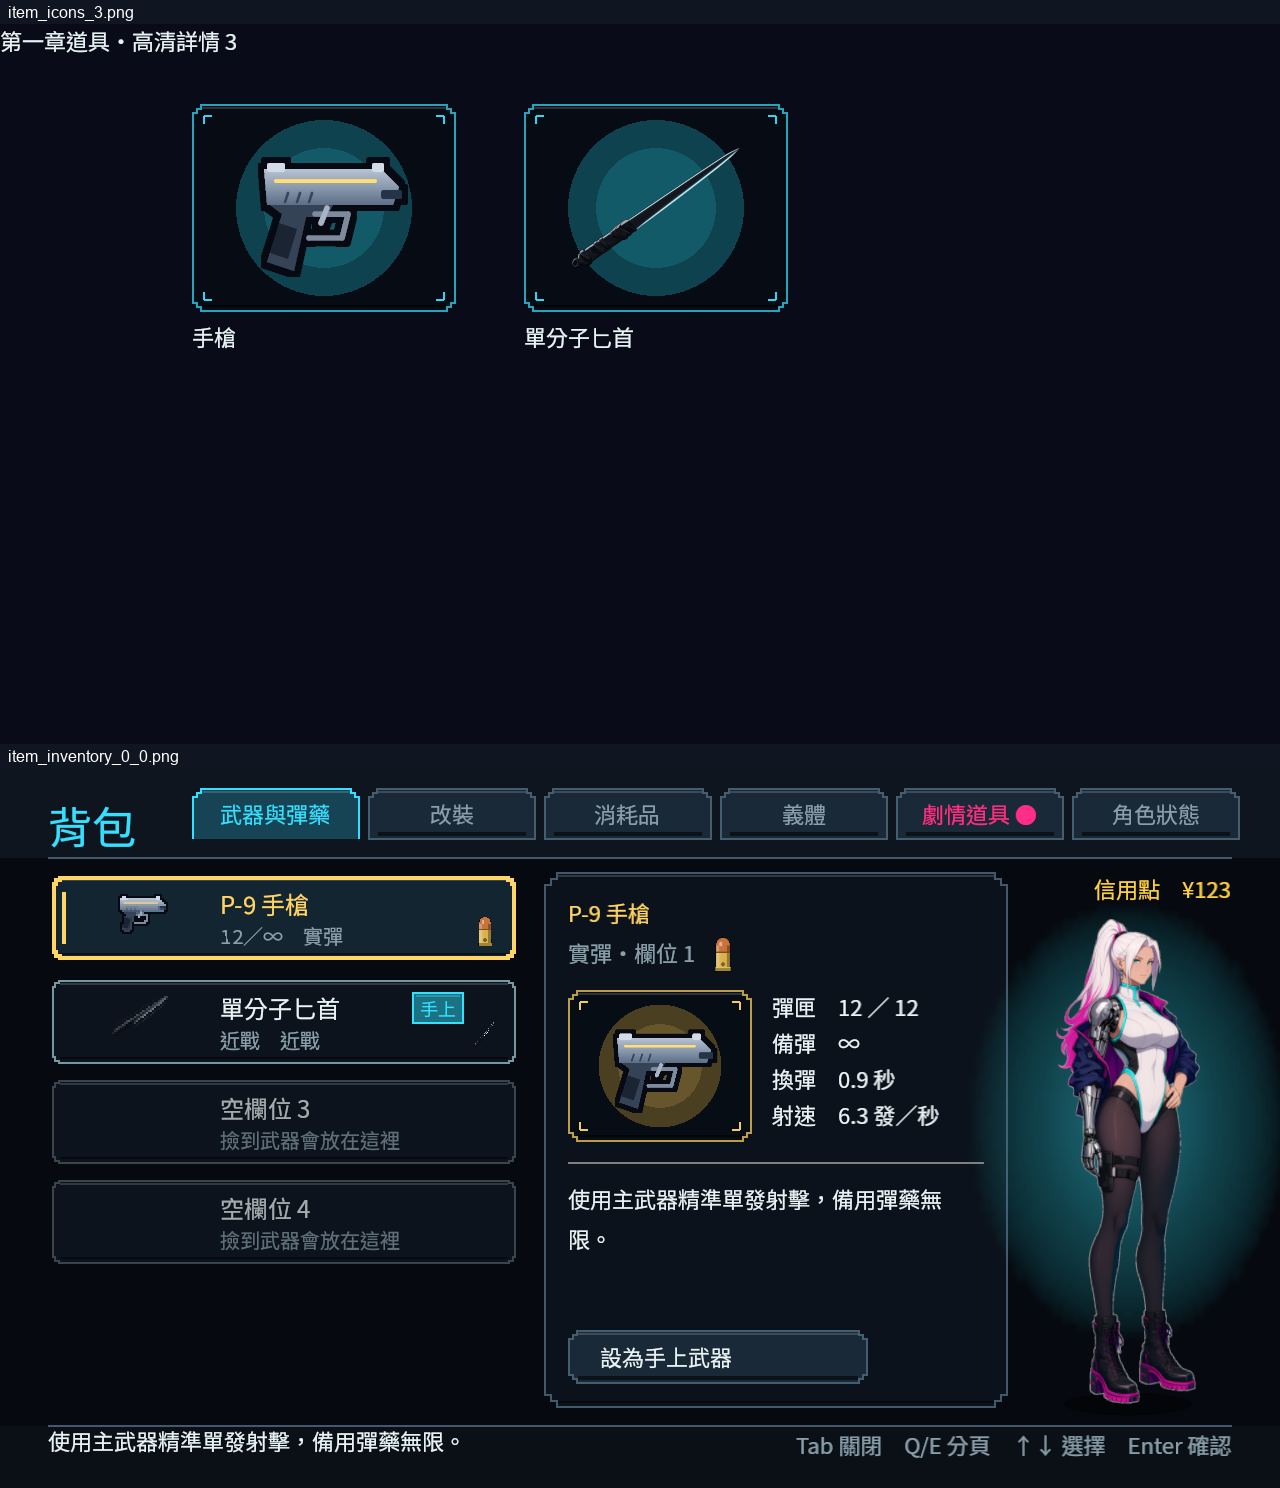 item_icons_3.png
第一章道具・高清詳情 3
手槍
單分子匕首
item_inventory_0_0.png
背包
武器與彈藥
改裝
消耗品
義體
劇情道具
角色狀態
P-9 手槍
12／∞ 實彈
單分子匕首
手上
近戰 近戰
空欄位 3
撿到武器會放在這裡
空欄位 4
撿到武器會放在這裡
P-9 手槍
實彈・欄位 1
彈匣 12 ／ 12
備彈 ∞
換彈 0.9 秒
射速 6.3 發／秒
使用主武器精準單發射擊，備用彈藥無
限。
設為手上武器
信用點 ¥123
使用主武器精準單發射擊，備用彈藥無限。
Tab 關閉 Q/E 分頁 ↑↓ 選擇 Enter 確認